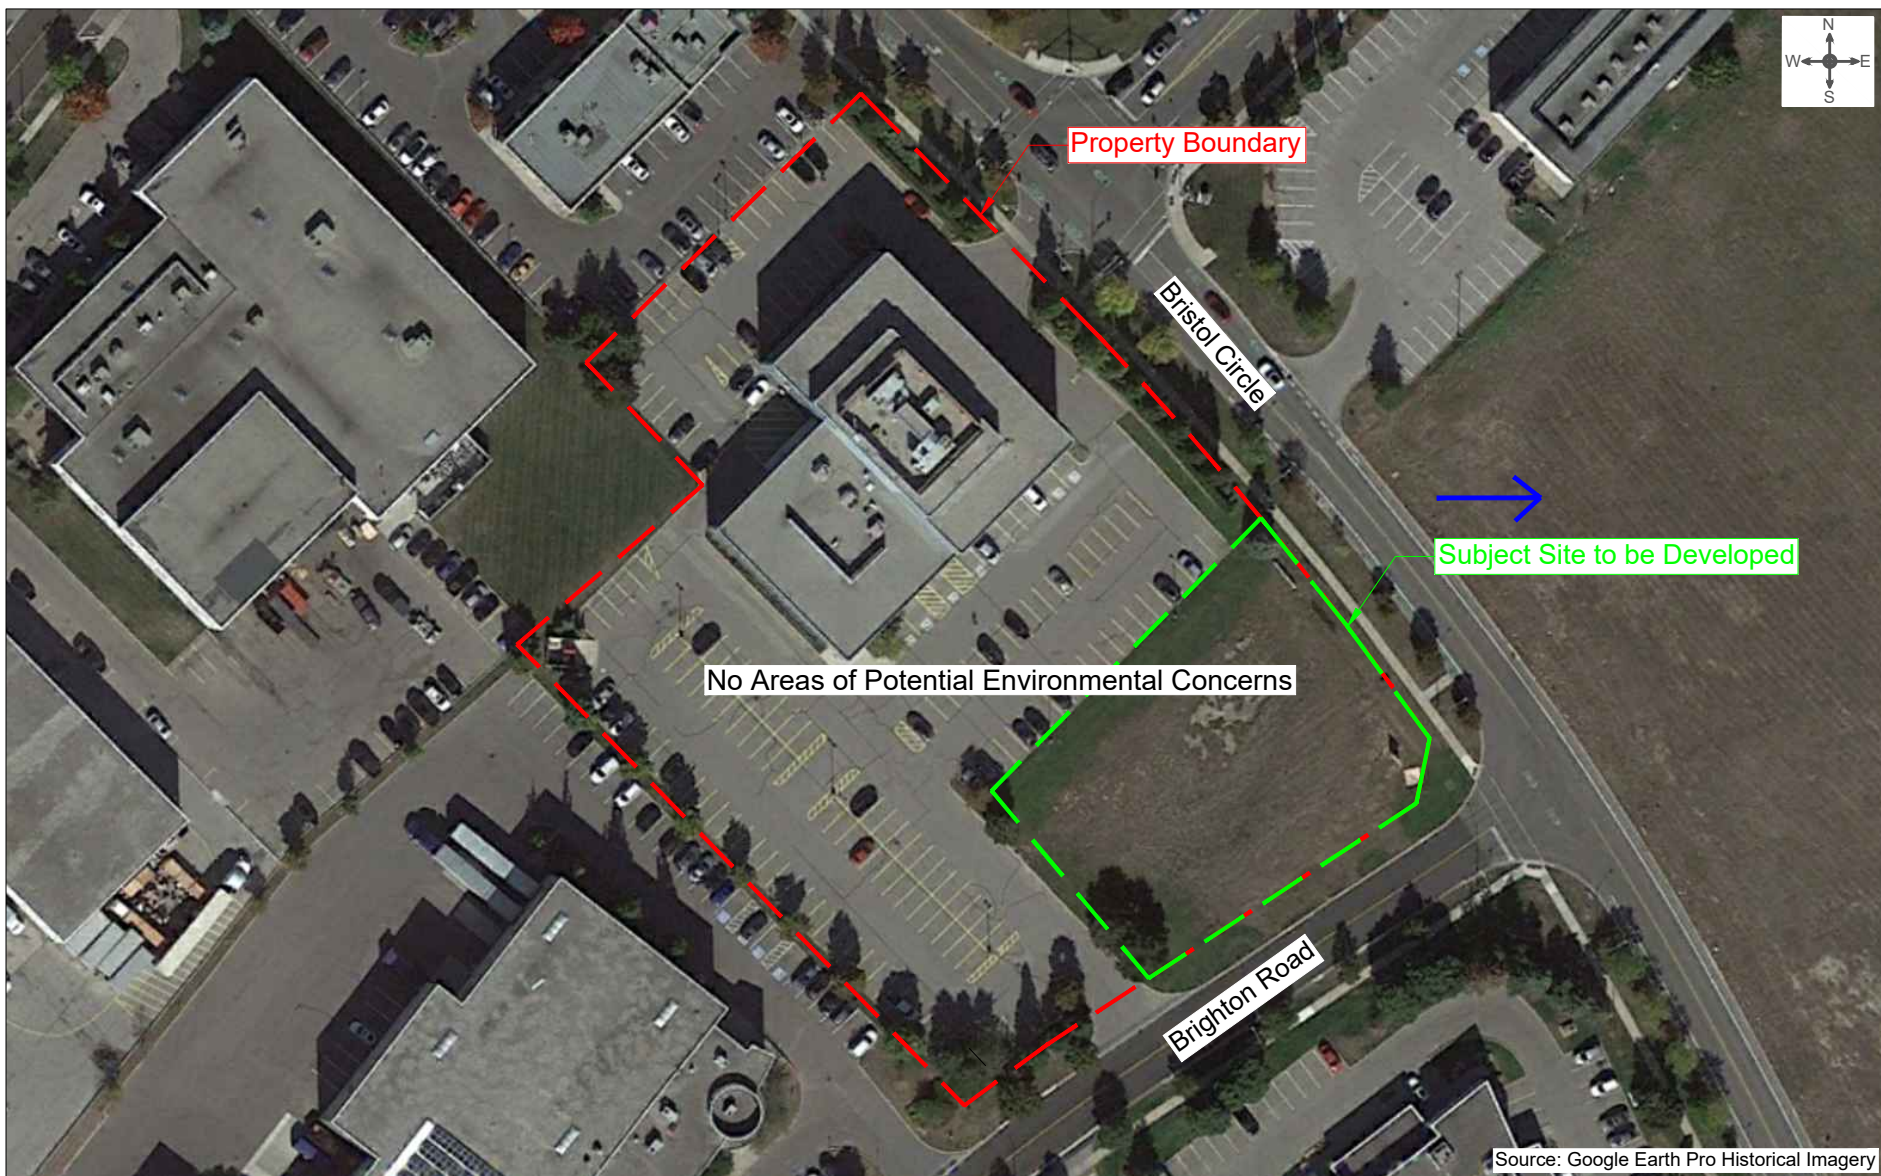 N
W E
S
Property Boundary
Bristol Circle
Subject Site to be Developed
No Areas of Potential Environmental Concerns
Brighton Road
Source: Google Earth Pro Historical Imagery